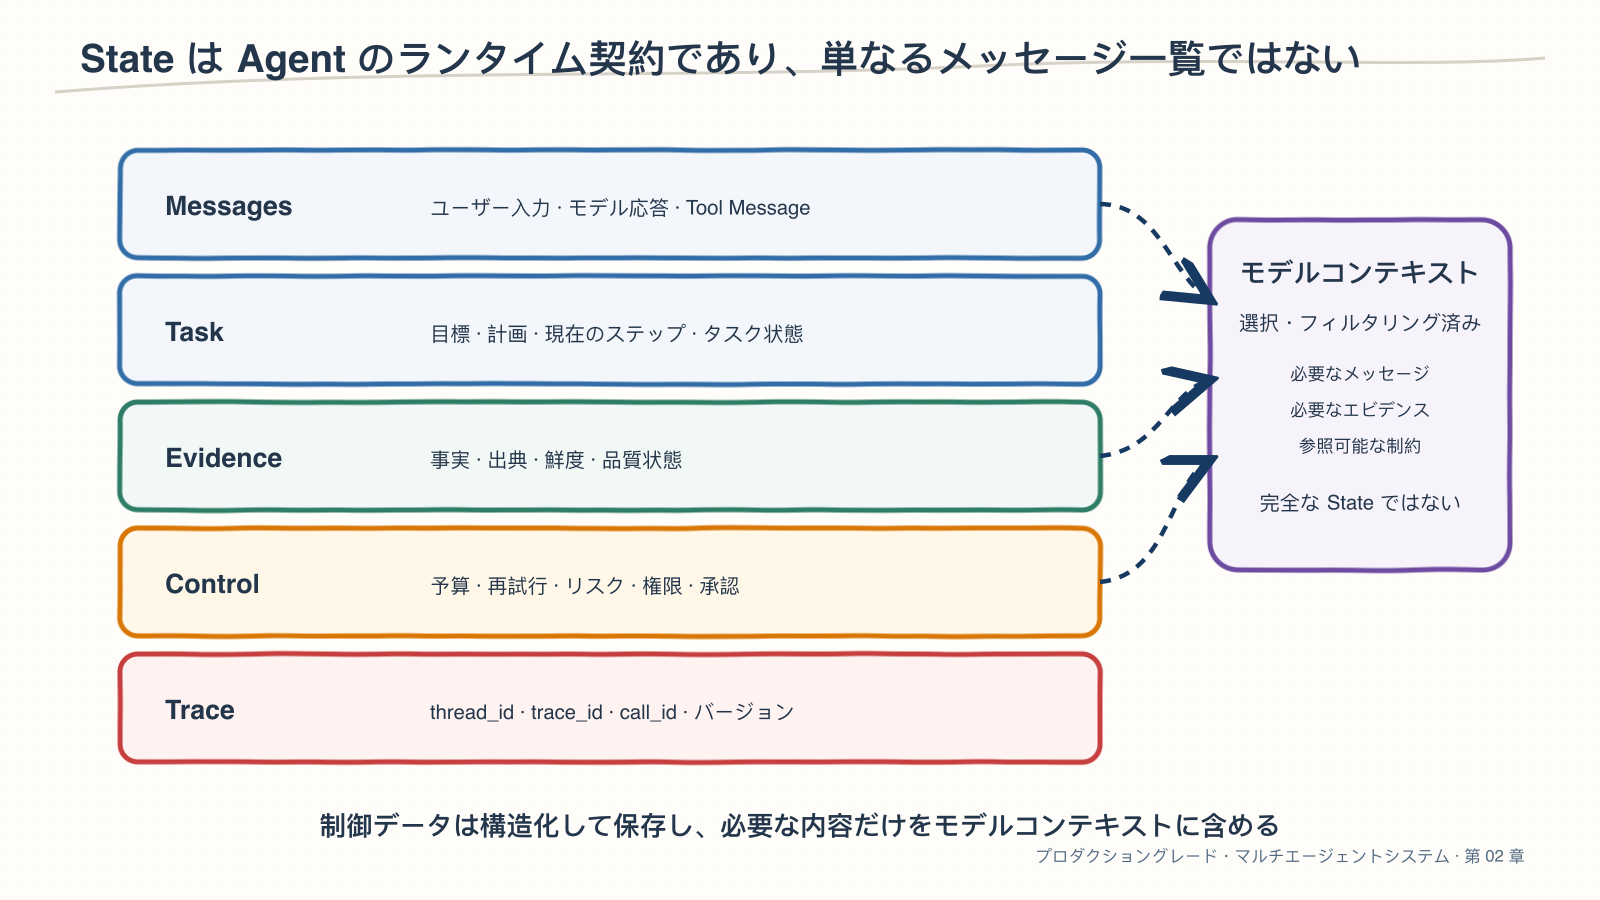 State は Agent のランタイム契約であり、単なるメッセージ一覧ではない
Messages
ユーザー入力 · モデル応答 · Tool Message
Task
目標 · 計画 · 現在のステップ · タスク状態
Evidence
事実 · 出典 · 鮮度 · 品質状態
Control
予算 · 再試行 · リスク · 権限 · 承認
Trace
thread_id · trace_id · call_id · バージョン
モデルコンテキスト
選択・フィルタリング済み
必要なメッセージ
必要なエビデンス
参照可能な制約
完全な State ではない
制御データは構造化して保存し、必要な内容だけをモデルコンテキストに含める
プロダクショングレード・マルチエージェントシステム · 第 02 章